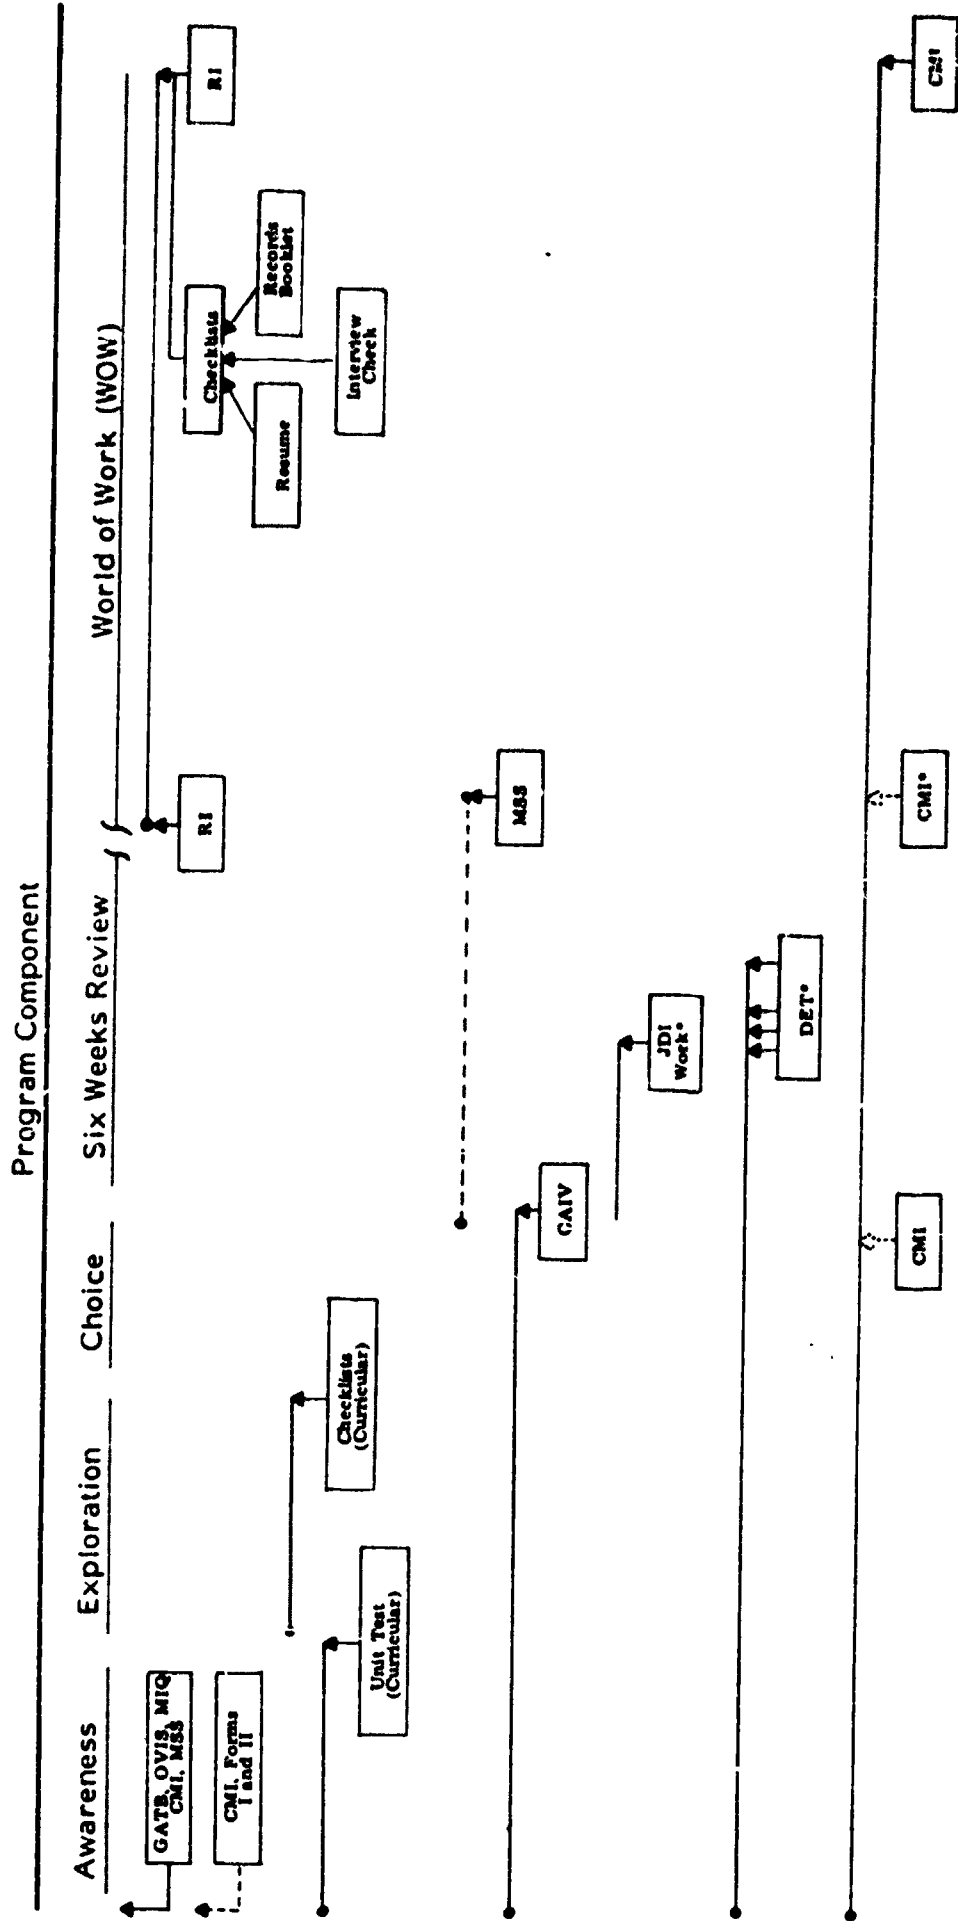 Program Component
Awareness
Exploration
Choice
Six Weeks Review
World of Work (WOW)
GATB, OVIS, MIQ
CMI, MSS
CMI, Forms
I and II
Unit Test
(Curricular)
Checklists
(Curricular)
RI
RI
Checklists
Resume
Records
Booklet
Interview
Check
MSS
GAIV
JDI
Work*
DET*
CMI
CMI*
CMI